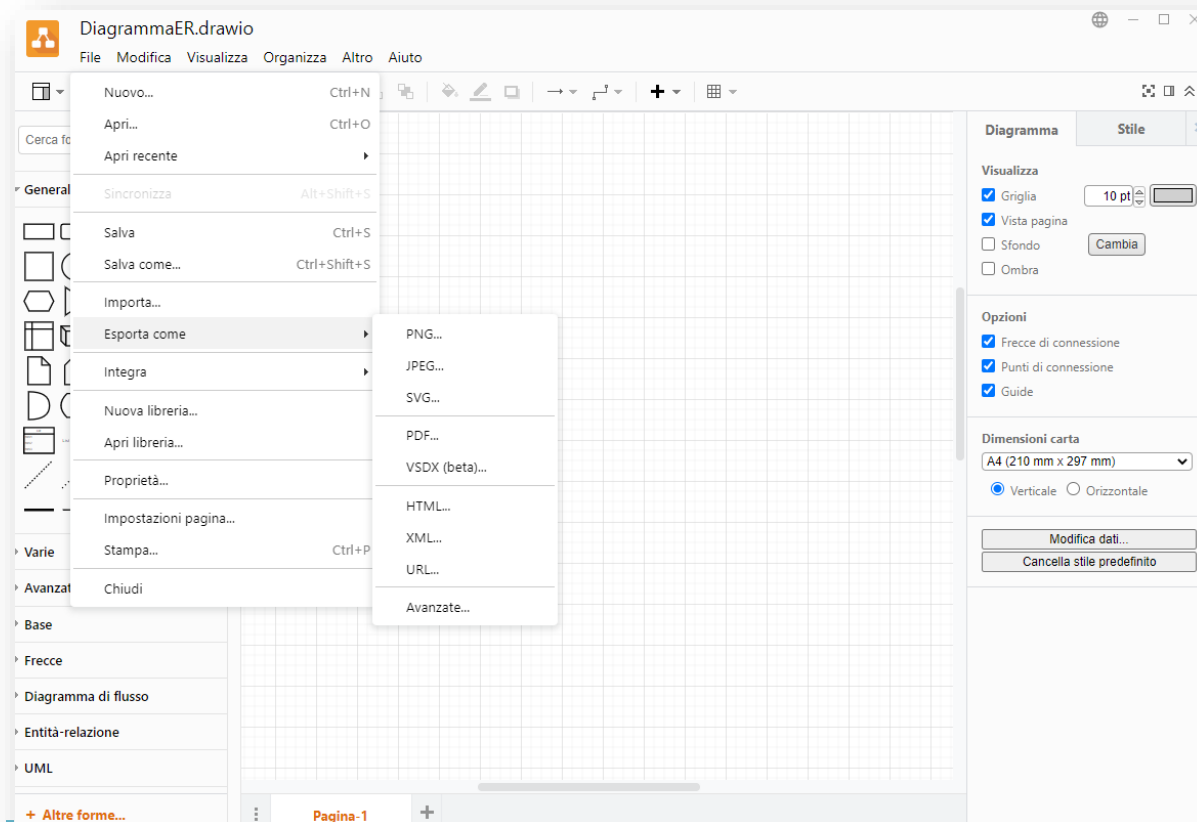 DiagrammaER.drawio
File Modifica Visualizza Organizza Altro Aiuto
Nuovo... Ctrl+N
Apri... Ctrl+O
Apri recente
Sincronizza Alt+Shift+S
Salva Ctrl+S
Salva come... Ctrl+Shift+S
Importa...
Esporta come
Integra
Nuova libreria...
Apri libreria...
Proprietà...
Impostazioni pagina...
Stampa... Ctrl+P
Chiudi
PNG...
JPEG...
SVG...
PDF...
VSDX (beta)...
HTML...
XML...
URL...
Avanzate...
Cerca fo
General
Varie
Avanzat
Base
Frecce
Diagramma di flusso
Entità-relazione
UML
+ Altre forme...
Pagina-1
Diagramma Stile
Visualizza
Griglia 10 pt
Vista pagina
Sfondo Cambia
Ombra
Opzioni
Frecce di connessione
Punti di connessione
Guide
Dimensioni carta
A4 (210 mm x 297 mm)
Verticale Orizzontale
Modifica dati...
Cancella stile predefinito